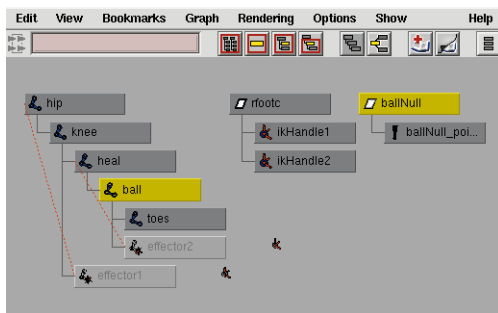 Edit View Bookmarks Graph Rendering Options Show Help
hip rfootc ballNull
knee ikHandle1 ballNull_poi...
heal ikHandle2
ball
toes
effector2
effector1